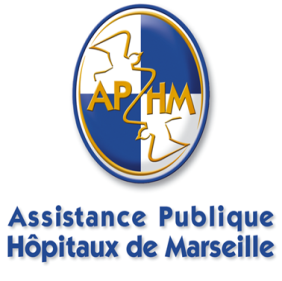 AP HM
Assistance Publique
Hôpitaux de Marseille